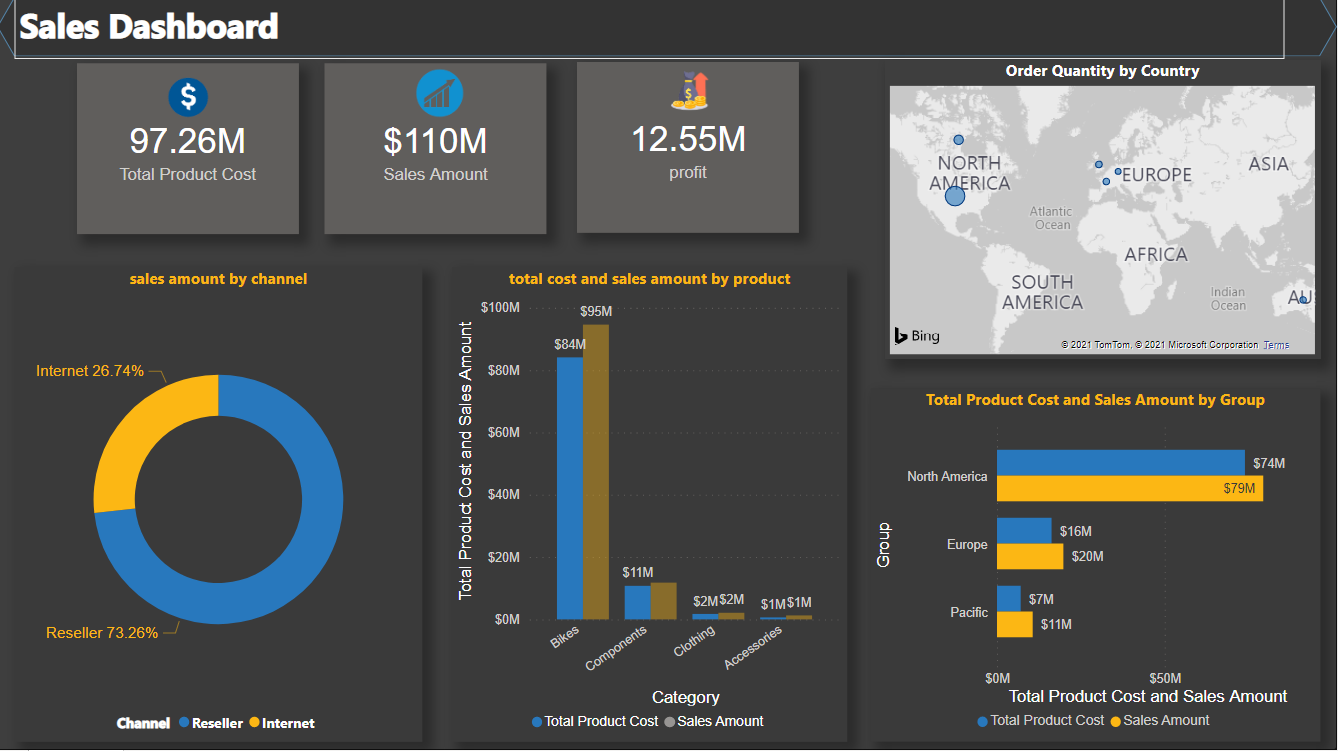 Sales Dashboard
97.26M
Total Product Cost
$110M
Sales Amount
$
12.55M
profit
Order Quantity by Country
NORTH
AMERICA
EUROPE
ASIA
Atlantic
Ocean
AFRICA
SOUTH
AMERICA
Indian
Ocean
AU
Bing
© 2021 TomTom, © 2021 Microsoft Corporation Terms
sales amount by channel
Internet 26.74%
Reseller 73.26%
Channel Reseller Internet
total cost and sales amount by product
Total Product Cost and Sales Amount
$100M
$80M
$60M
$40M
$20M
$0M
$84M
$95M
$11M
$2M $2M
$1M $1M
Bikes
Components
Clothing
Accessories
Category
Total Product Cost Sales Amount
Total Product Cost and Sales Amount by Group
Group
North America
$74M
$79M
Europe
$16M
$20M
Pacific
$7M
$11M
$0M
$50M
Total Product Cost and Sales Amount
Total Product Cost Sales Amount